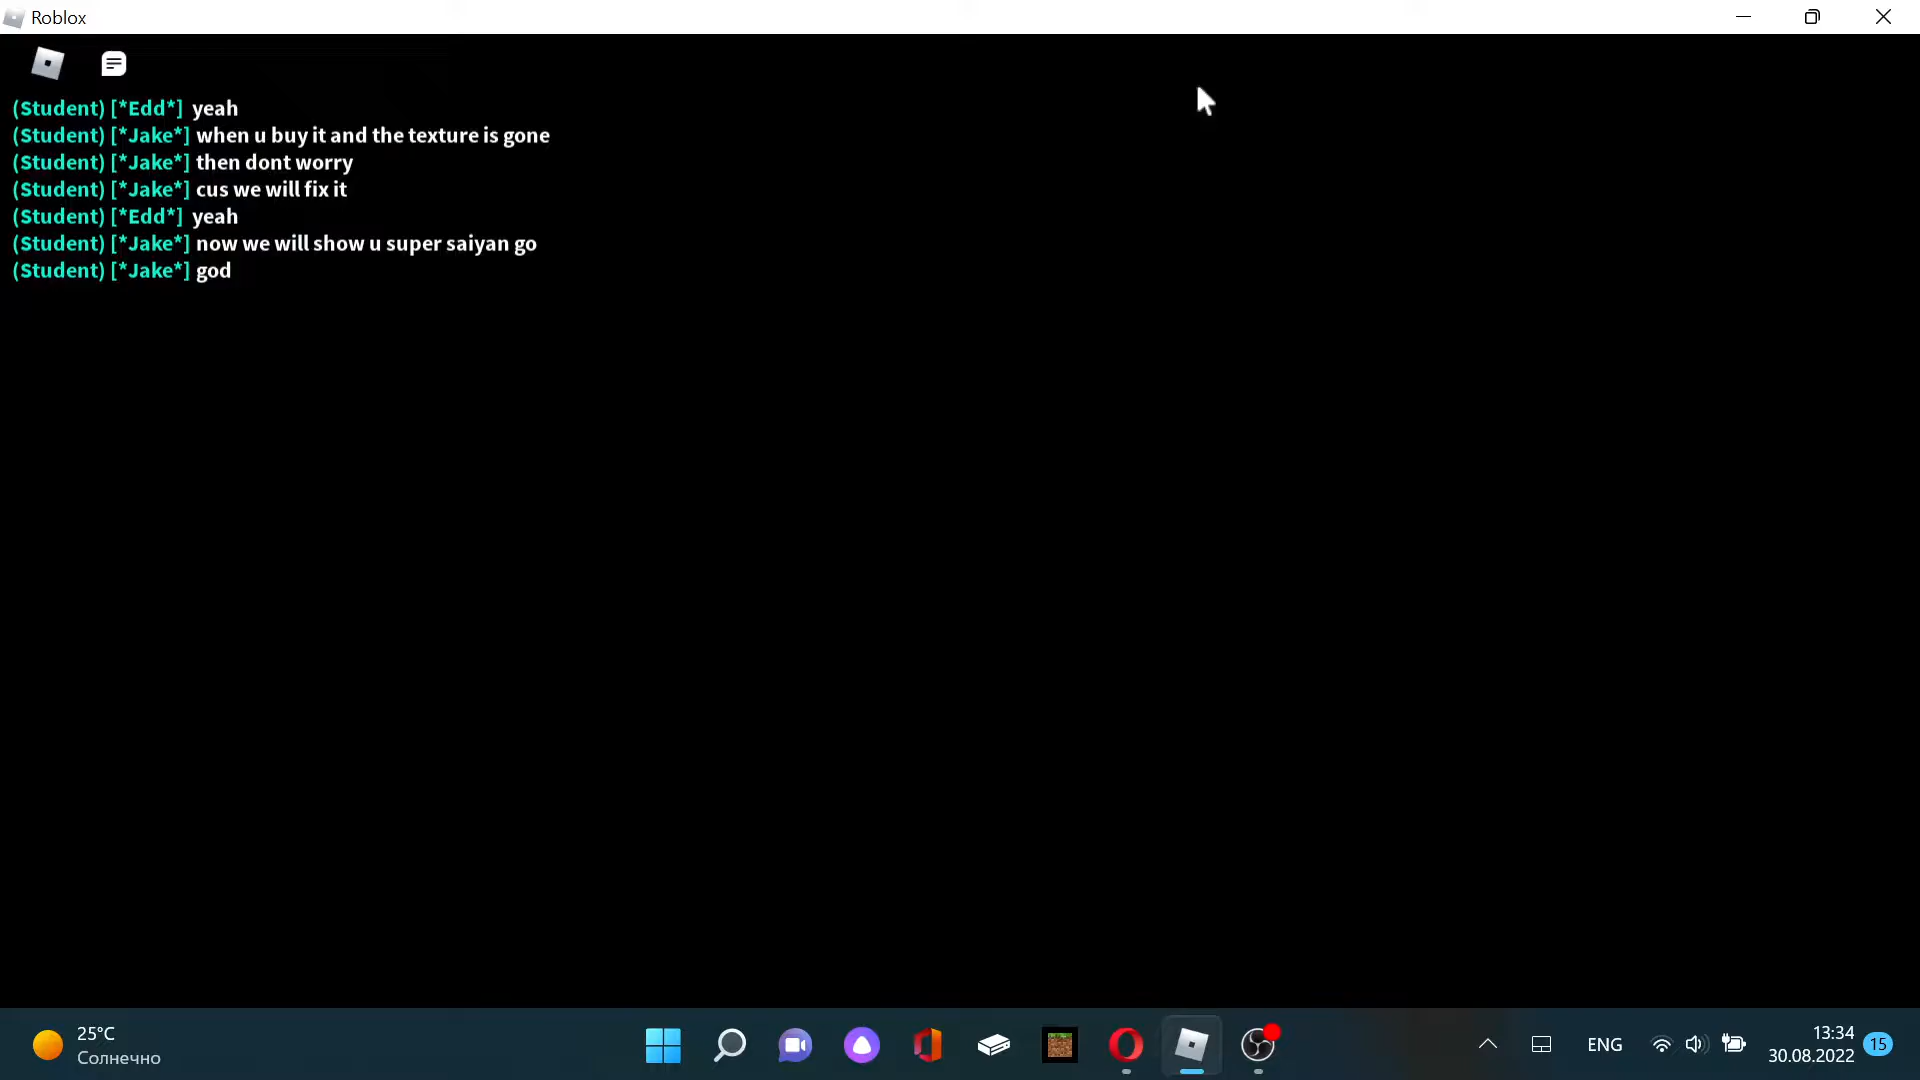 Roblox
(Student) [*Edd*] yeah
(Student) [*Jake*] when u buy it and the texture is gone
(Student) [*Jake*] then dont worry
(Student) [*Jake*] cus we will fix it
(Student) [*Edd*] yeah
(Student) [*Jake*] now we will show u super saiyan go
(Student) [*Jake*] god
25°C
Солнечно
ENG
13:34
30.08.2022
15